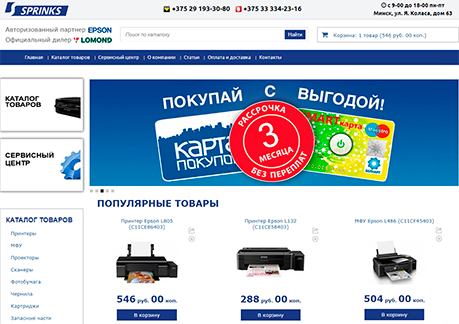 SPRINKS
+375 29 193-30-80 +375 33 334-23-16
с 9-00 до 18-00 пн-пт
Минск, ул. Я. Коласа, дом 63
Авторизованный партнер EPSON
Официальный дилер LOMOND
Поиск по каталогу
Найти
Корзина: 1 товар (546 руб. 00 коп.)
Главная Каталог товаров Сервисный центр О компании Статьи Оплата и доставка Контакты
КАТАЛОГ
ТОВАРОВ
СЕРВИСНЫЙ
ЦЕНТР
ПОКУПАЙ С ВЫГОДОЙ!
КАРТА
ПОКУПОК
РАССРОЧКА
3
МЕСЯЦА
БЕЗ ПЕРЕПЛАТ
SMART карта
ПОПУЛЯРНЫЕ ТОВАРЫ
КАТАЛОГ ТОВАРОВ
Принтеры
МФУ
Проекторы
Сканеры
Фотобумага
Чернила
Картриджи
Запасные части
Принтер Epson L805
(C11CE86403)
546 руб. 00 коп.
В корзину
Принтер Epson L132
(C11CE58403)
288 руб. 00 коп.
В корзину
МФУ Epson L486 (C11CF45403)
504 руб. 00 коп.
В корзину